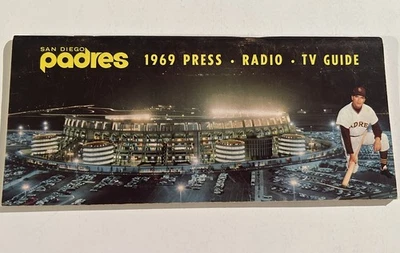 SAN DIEGO
padres
1969 PRESS · RADIO · TV GUIDE
PADRES